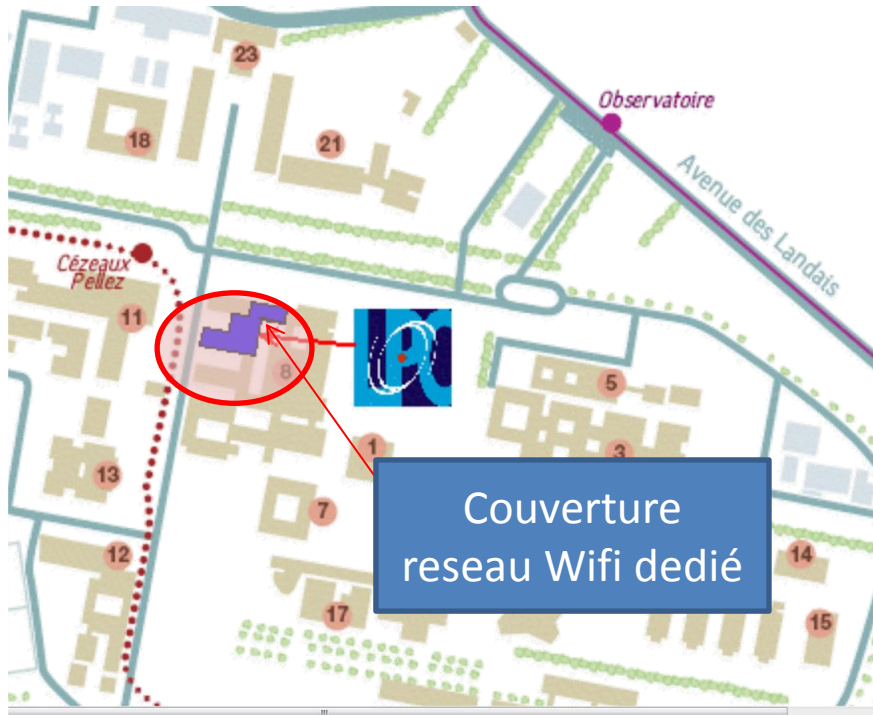 23
18
21
Observatoire
Avenue des Landais
Cézeaux
Pellez
11
8
5
1
3
13
7
Couverture
reseau Wifi dedié
12
14
17
15